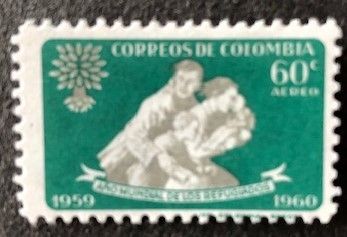 CORREOS DE COLOMBIA
60c
AEREO
AÑO MUNDIAL DE LOS REFUGIADOS
1959 1960